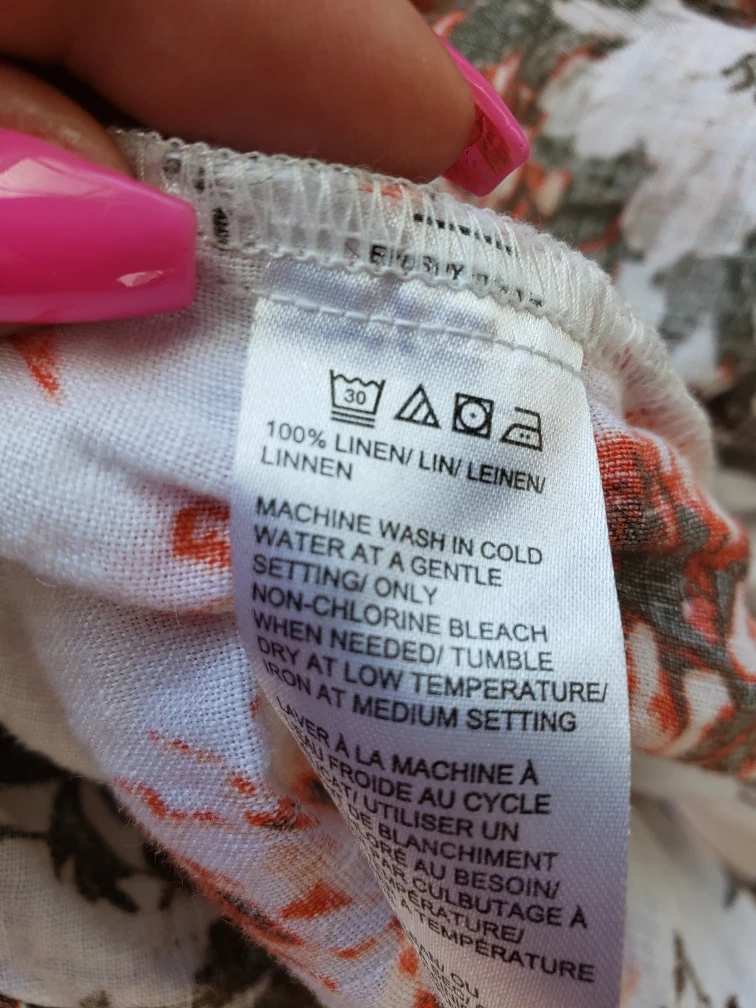 30
100% LINEN/ LIN/ LEINEN/
LINNEN
MACHINE WASH IN COLD
WATER AT A GENTLE
SETTING/ ONLY
NON-CHLORINE BLEACH
WHEN NEEDED/ TUMBLE
DRY AT LOW TEMPERATURE/
IRON AT MEDIUM SETTING
LAVER À LA MACHINE À
FROIDE AU CYCLE
UTILISER UN
DE BLANCHIMENT
AU BESOIN/
CULBUTAGE À
TEMPÉRATURE
OU